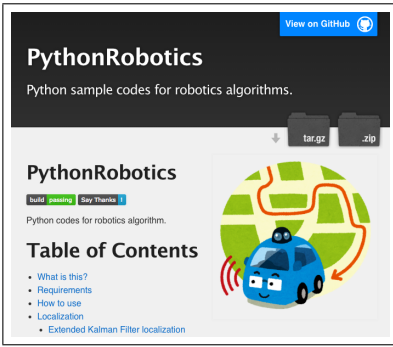 View on GitHub
PythonRobotics
Python sample codes for robotics algorithms.
tar.gz
.zip
PythonRobotics
build passing Say Thanks !
Python codes for robotics algorithm.
Table of Contents
• What is this?
• Requirements
• How to use
• Localization
• Extended Kalman Filter localization